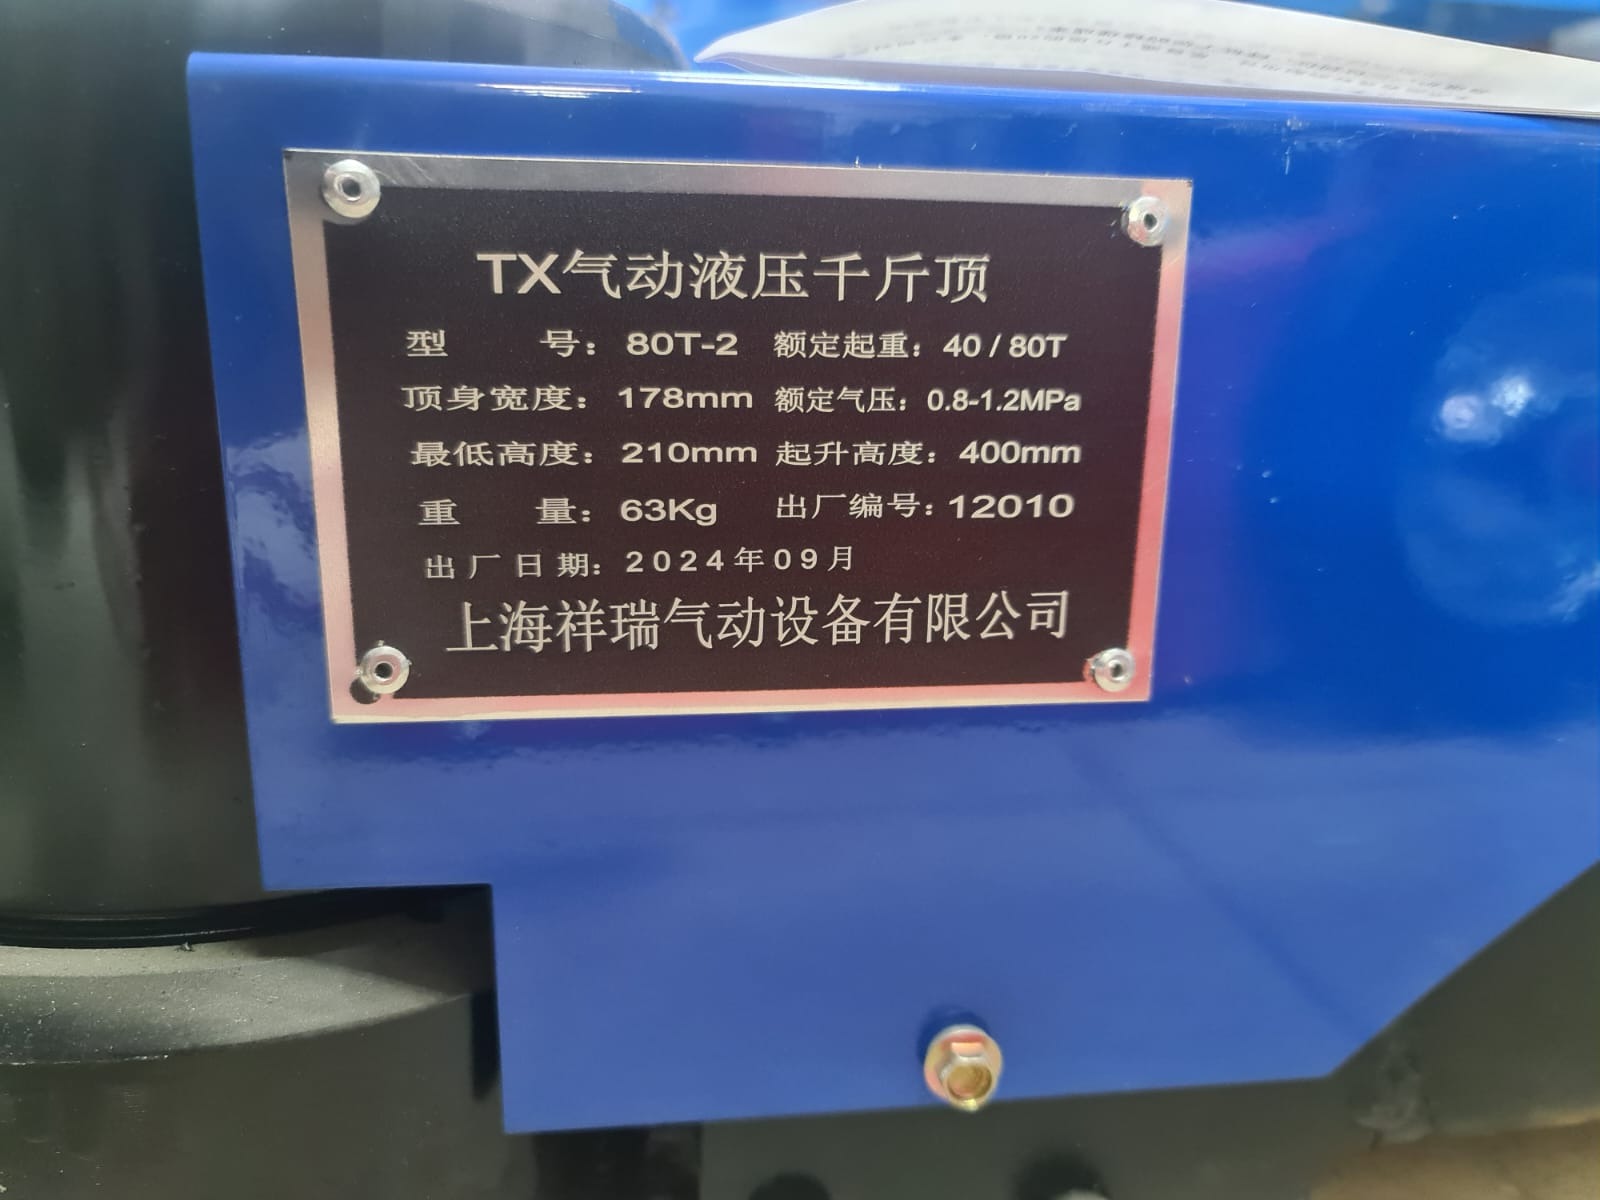 TX气动液压千斤顶
型 号：80T-2 额定起重：40 / 80T
顶身宽度：178mm 额定气压：0.8-1.2MPa
最低高度：210mm 起升高度：400mm
重 量：63Kg 出厂编号：12010
出厂日期：2024年09月
上海祥瑞气动设备有限公司